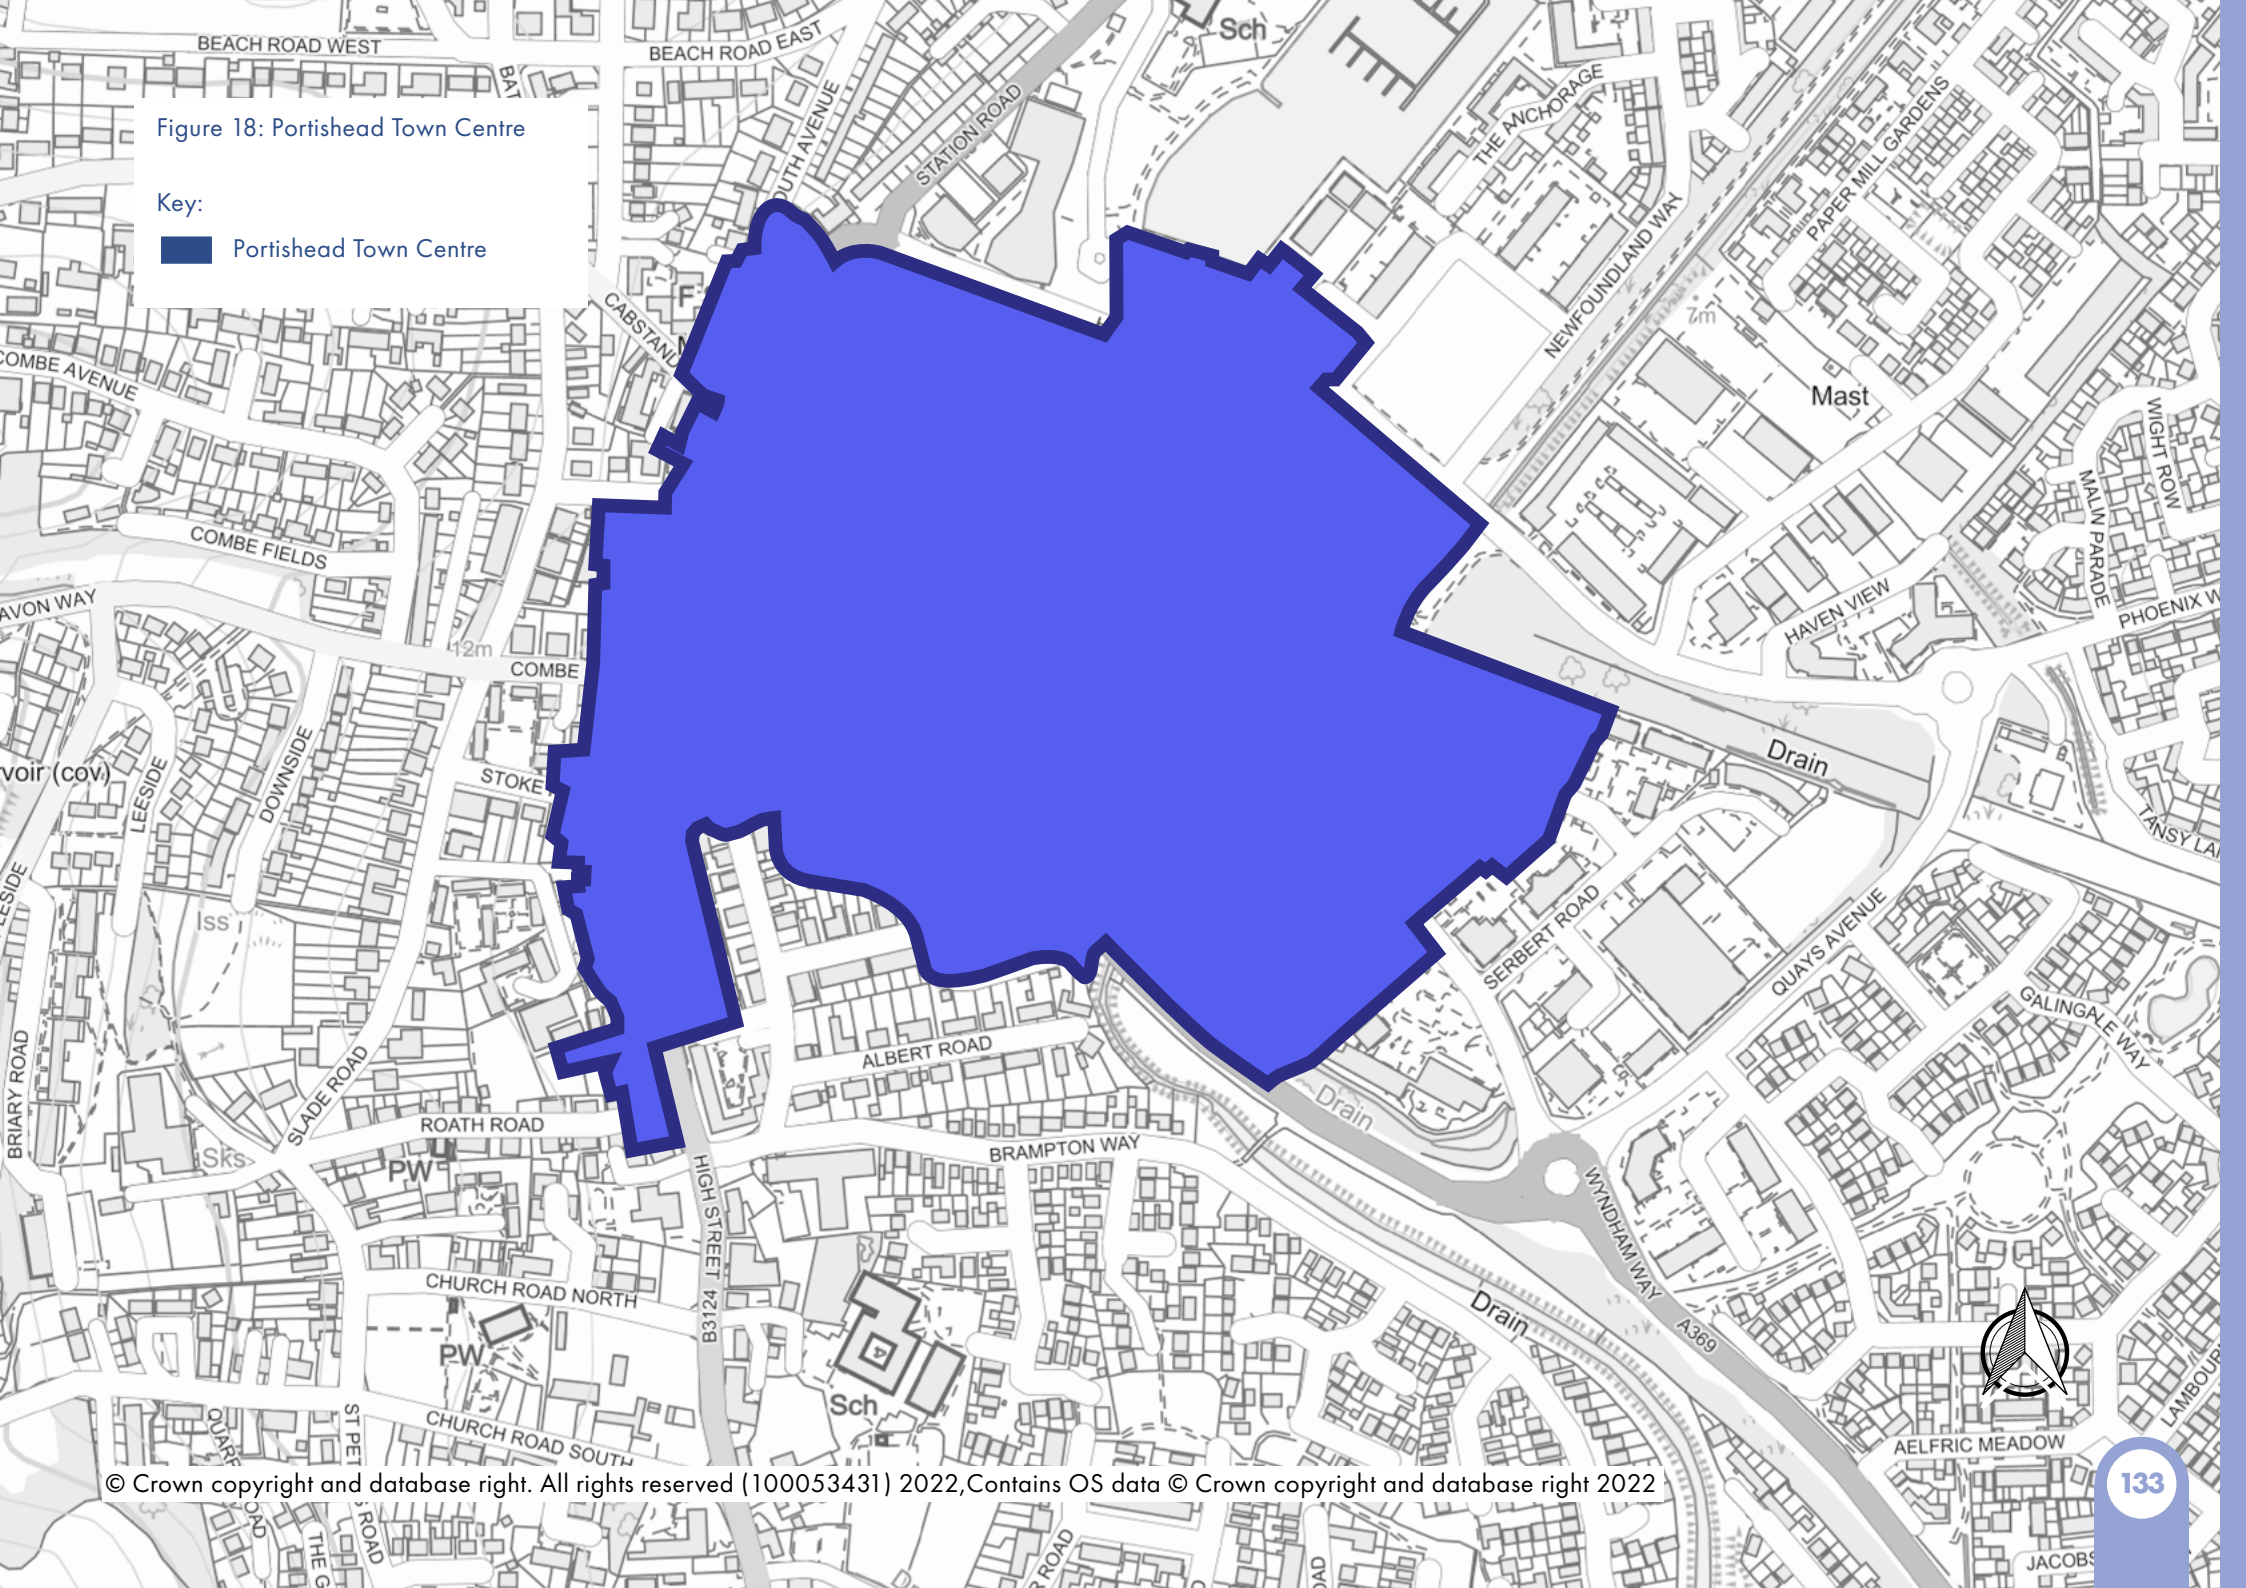 BEACH ROAD WEST
BEACH ROAD EAST
Sch
STATION ROAD
THE ANCHORAGE
PAPER MILL GARDENS
Figure 18: Portishead Town Centre
Key:
Portishead Town Centre
NEWFOUNDLAND WAY
7m
Mast
COMBE AVENUE
WIGHT ROW
MALIN PARADE
COMBE FIELDS
AVON WAY
HAVEN VIEW
PHOENIX W
12m
COMBE
STOKE
DOWNSIDE
LESIDE
Drain
Iss
SERBERT ROAD
QUAYS AVENUE
GALINGALE WAY
BRIARY ROAD
SLADE ROAD
ALBERT ROAD
Drain
ROATH ROAD
Sks
PW
BRAMPTON WAY
HIGH STREET
WYNDHAM WAY
CHURCH ROAD NORTH
B3124
Drain
A369
PW
Sch
CHURCH ROAD SOUTH
AELFRIC MEADOW
© Crown copyright and database right. All rights reserved (100053431) 2022,Contains OS data © Crown copyright and database right 2022
133